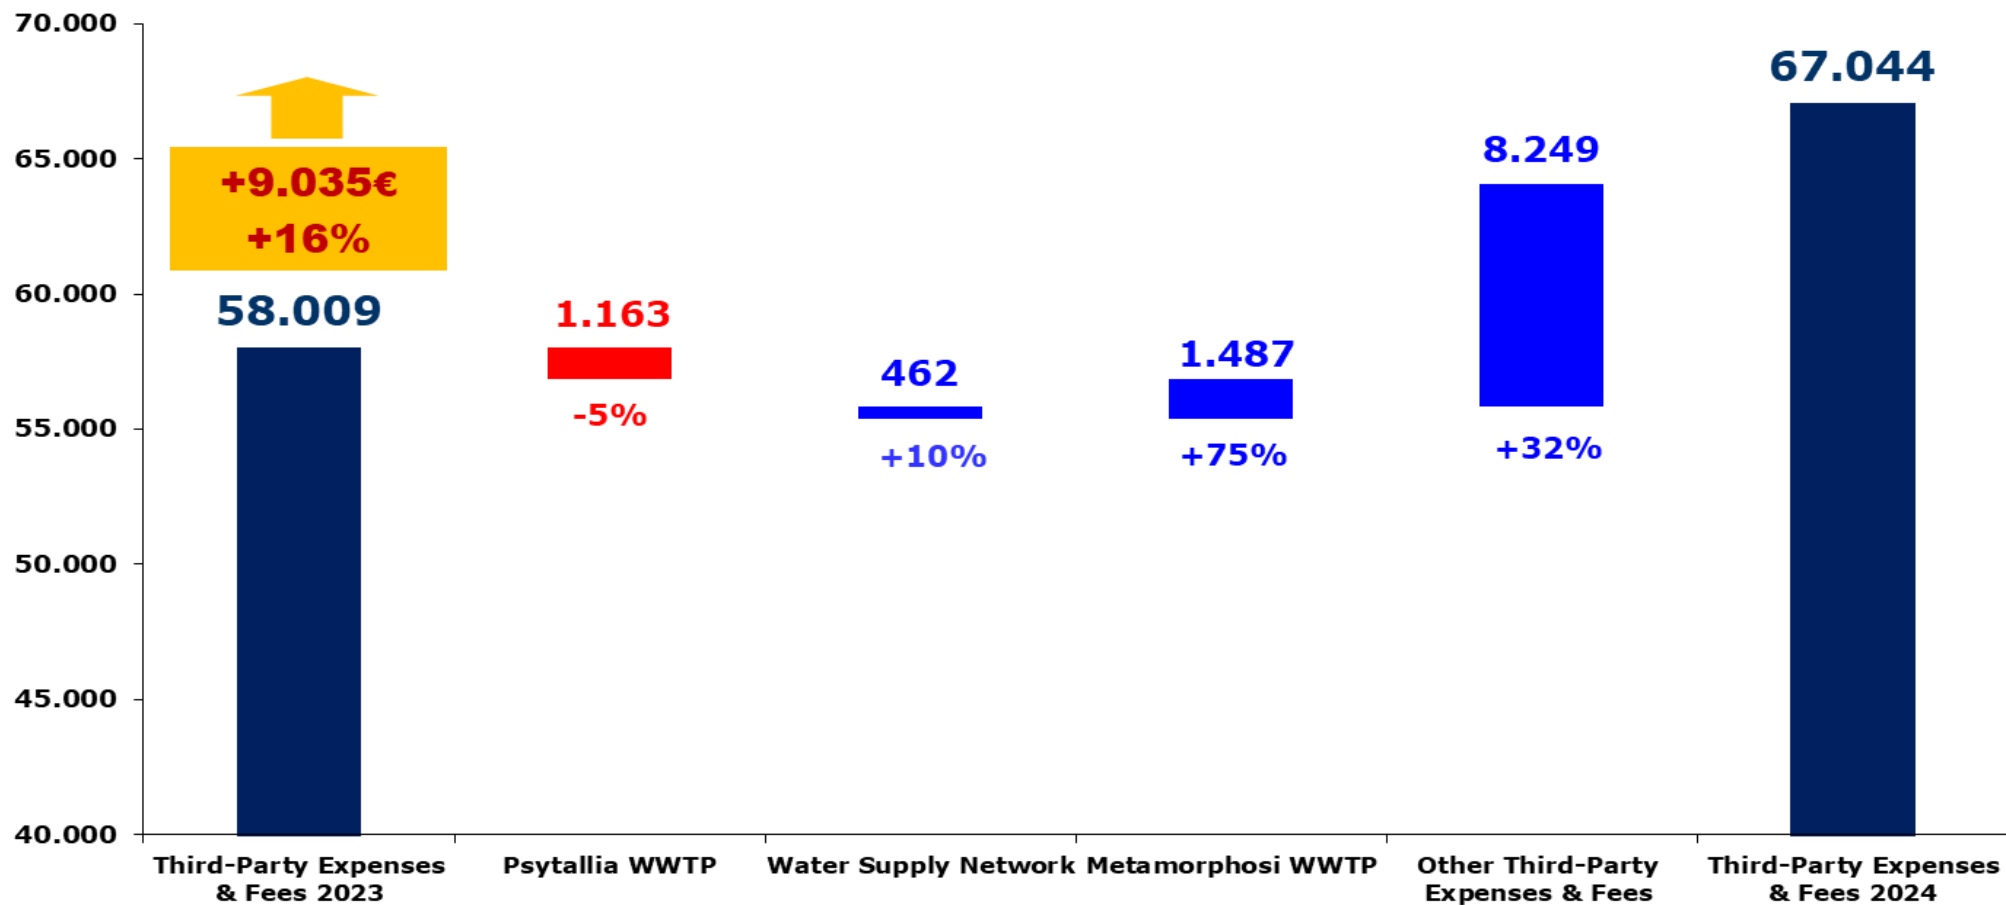 70.000
65.000
60.000
55.000
50.000
45.000
40.000
+9.035€
+16%
58.009
1.163
-5%
462
+10%
1.487
+75%
8.249
+32%
67.044
Third-Party Expenses
& Fees 2023
Psytallia WWTP
Water Supply Network
Metamorphosi WWTP
Other Third-Party
Expenses & Fees
Third-Party Expenses
& Fees 2024